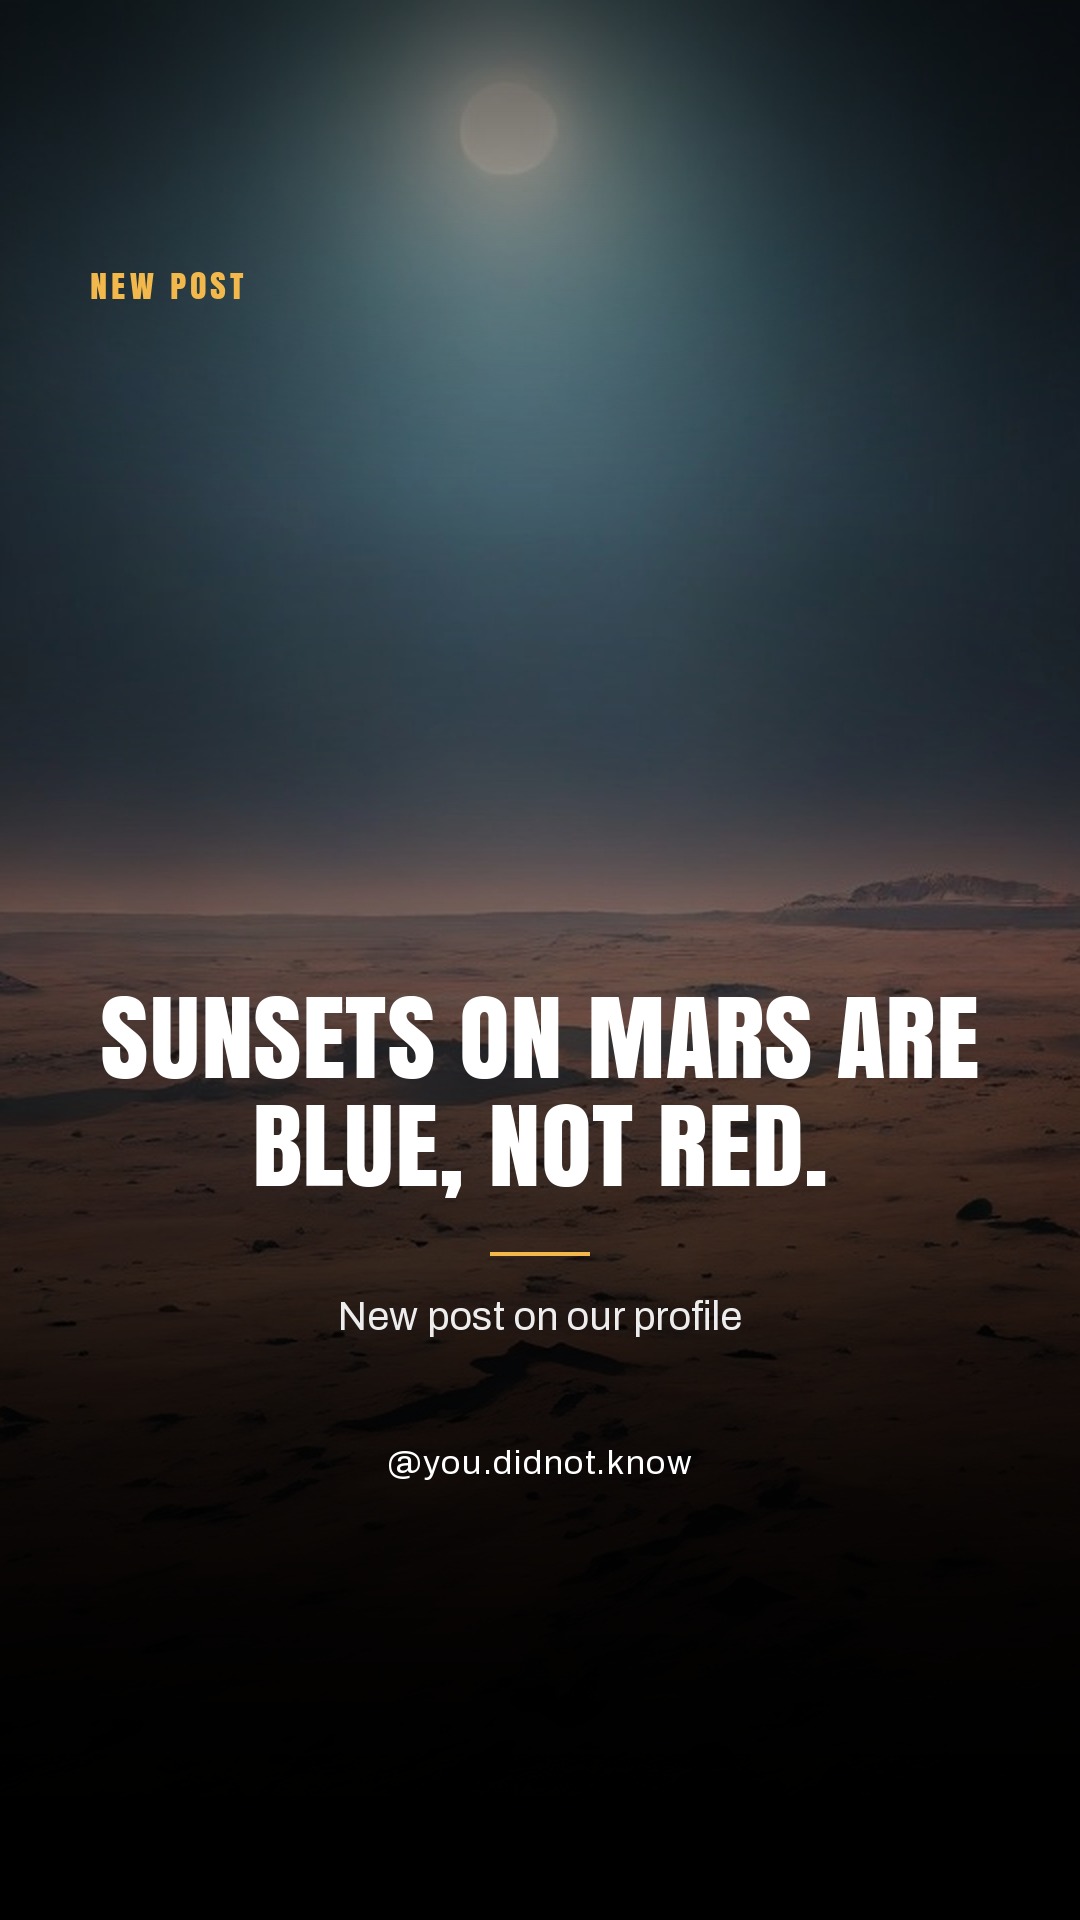 NEW POST
SUNSETS ON MARS ARE
BLUE, NOT RED.
New post on our profile
@you.didnot.know